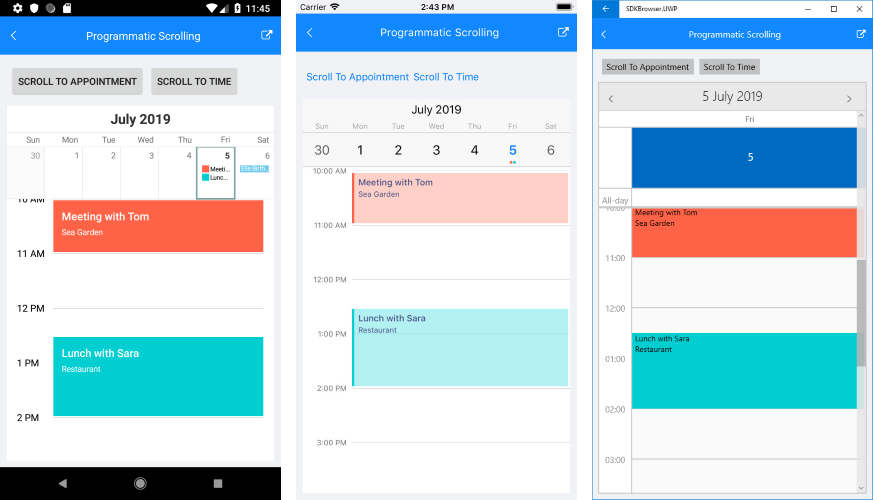 11:45
Programmatic Scrolling
SCROLL TO APPOINTMENT SCROLL TO TIME
July 2019
Sun Mon Tue Wed Thu Fri Sat
30 1 2 3 4 5 6
Meeti...
Lunc...
Elle Birth
10 AM
Meeting with Tom
Sea Garden
11 AM
12 PM
Lunch with Sara
1 PM
Restaurant
2 PM
Carrier 2:43 PM
Programmatic Scrolling
Scroll To Appointment Scroll To Time
July 2019
Sun Mon Tue Wed Thu Fri Sat
30 1 2 3 4 5 6
10:00 AM
Meeting with Tom
Sea Garden
11:00 AM
12:00 PM
Lunch with Sara
1:00 PM Restaurant
2:00 PM
3:00 PM
SDKBrowser.UWP
Programmatic Scrolling
Scroll To Appointment Scroll To Time
5 July 2019
Fri
5
All-day
10:00
Meeting with Tom
Sea Garden
11:00
12:00
Lunch with Sara
Restaurant
01:00
02:00
03:00